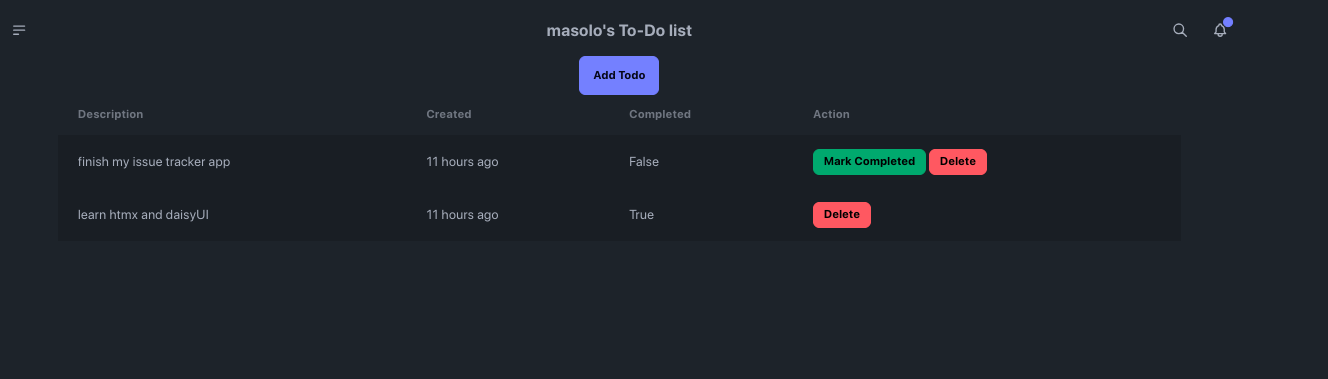 masolo's To-Do list
Add Todo
Description Created Completed Action
finish my issue tracker app 11 hours ago False Mark Completed Delete
learn htmx and daisyUI 11 hours ago True Delete